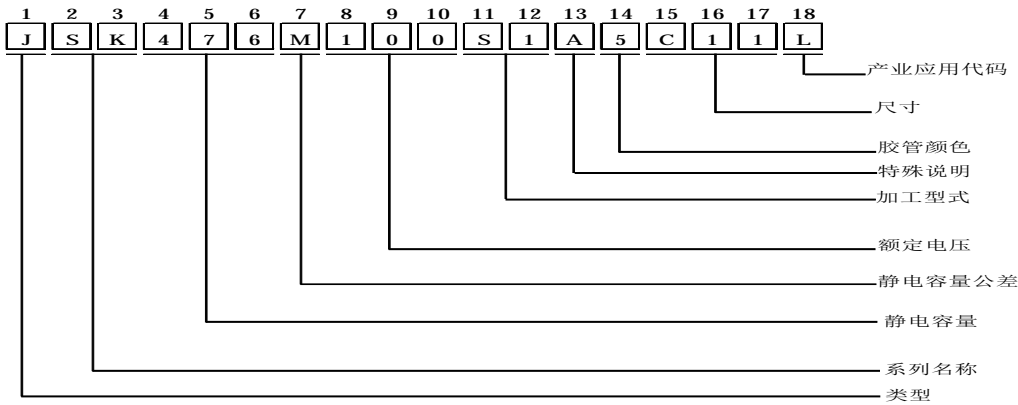 1 2 3 4 5 6 7 8 9 10 11 12 13 14 15 16 17 18
J S K 4 7 6 M 1 0 0 S 1 A 5 C 1 1 L
产业应用代码
尺寸
胶管颜色
特殊说明
加工型式
额定电压
静电容量公差
静电容量
系列名称
类型